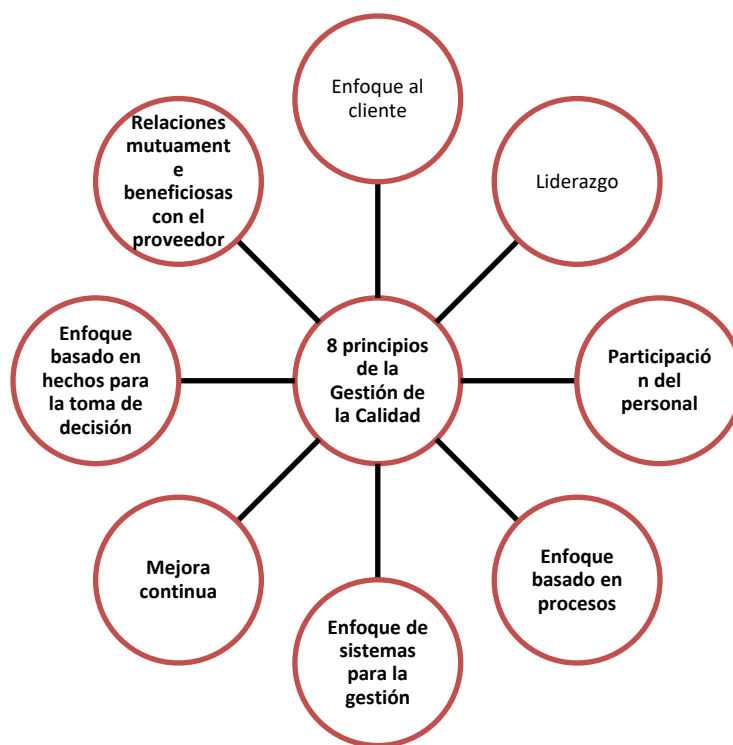 Enfoque al
cliente
Liderazgo
Participació
n del
personal
Enfoque
basado en
procesos
Enfoque de
sistemas
para la
gestión
Mejora
continua
Enfoque
basado en
hechos para
la toma de
decisión
Relaciones
mutuament
e
beneficiosas
con el
proveedor
8 principios
de la
Gestión de
la Calidad